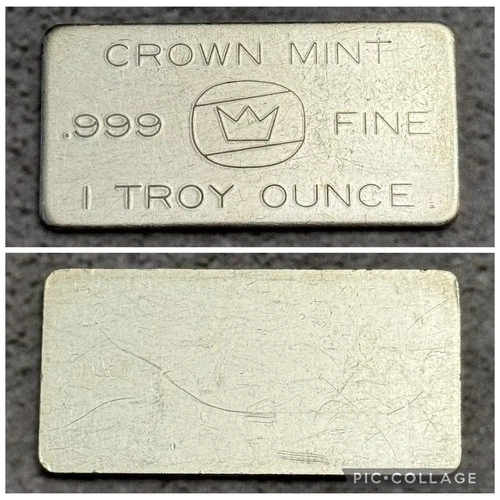 CROWN MINT
.999 FINE
1 TROY OUNCE
PIC•COLLAGE